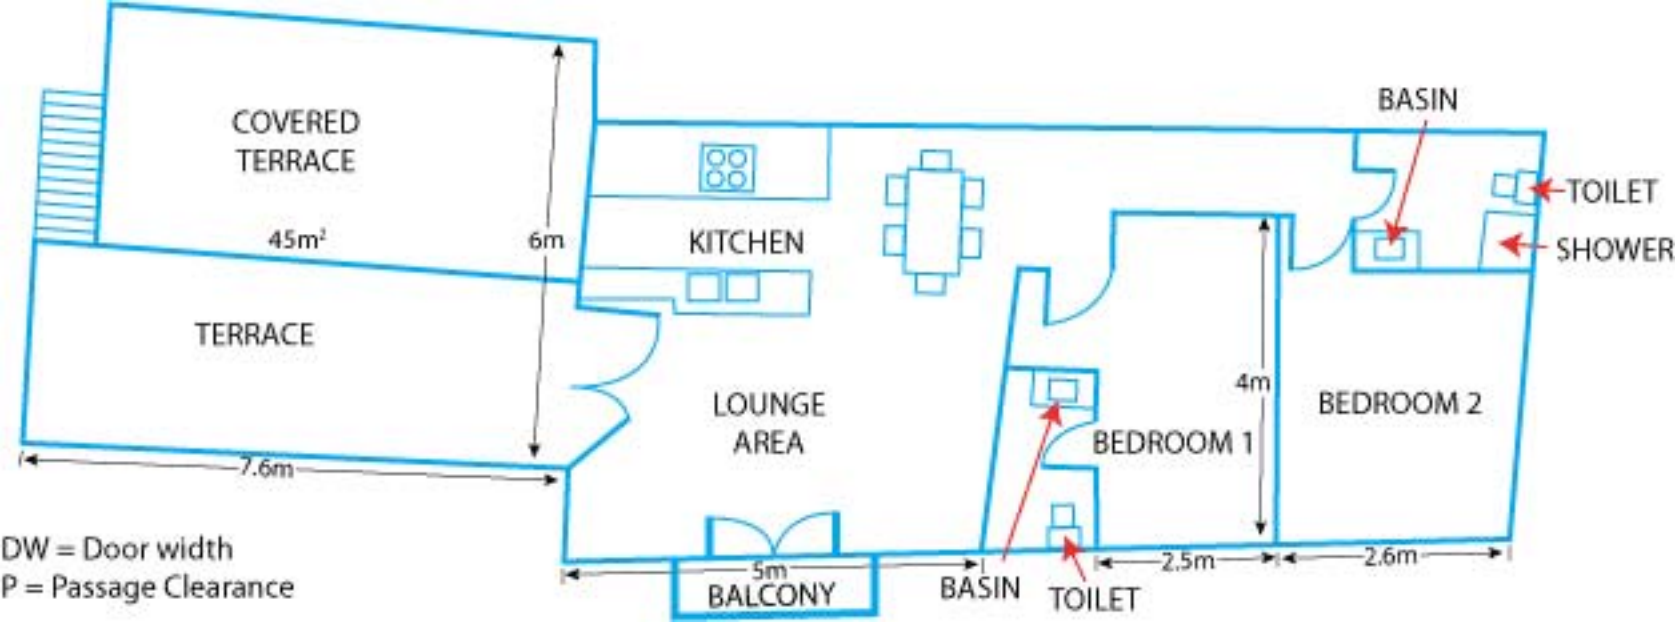 BASIN
COVERED
TERRACE
TOILET
45m²
6m
KITCHEN
SHOWER
TERRACE
4m
LOUNGE
AREA
BEDROOM 2
BEDROOM 1
7.6m
DW = Door width
P = Passage Clearance
5m
BALCONY
BASIN
TOILET
2.5m
2.6m